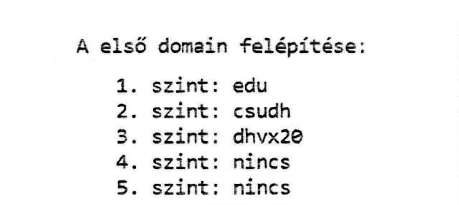 A első domain felépítése:
1. szint: edu
2. szint: csudh
3. szint: dhvx20
4. szint: nincs
5. szint: nincs